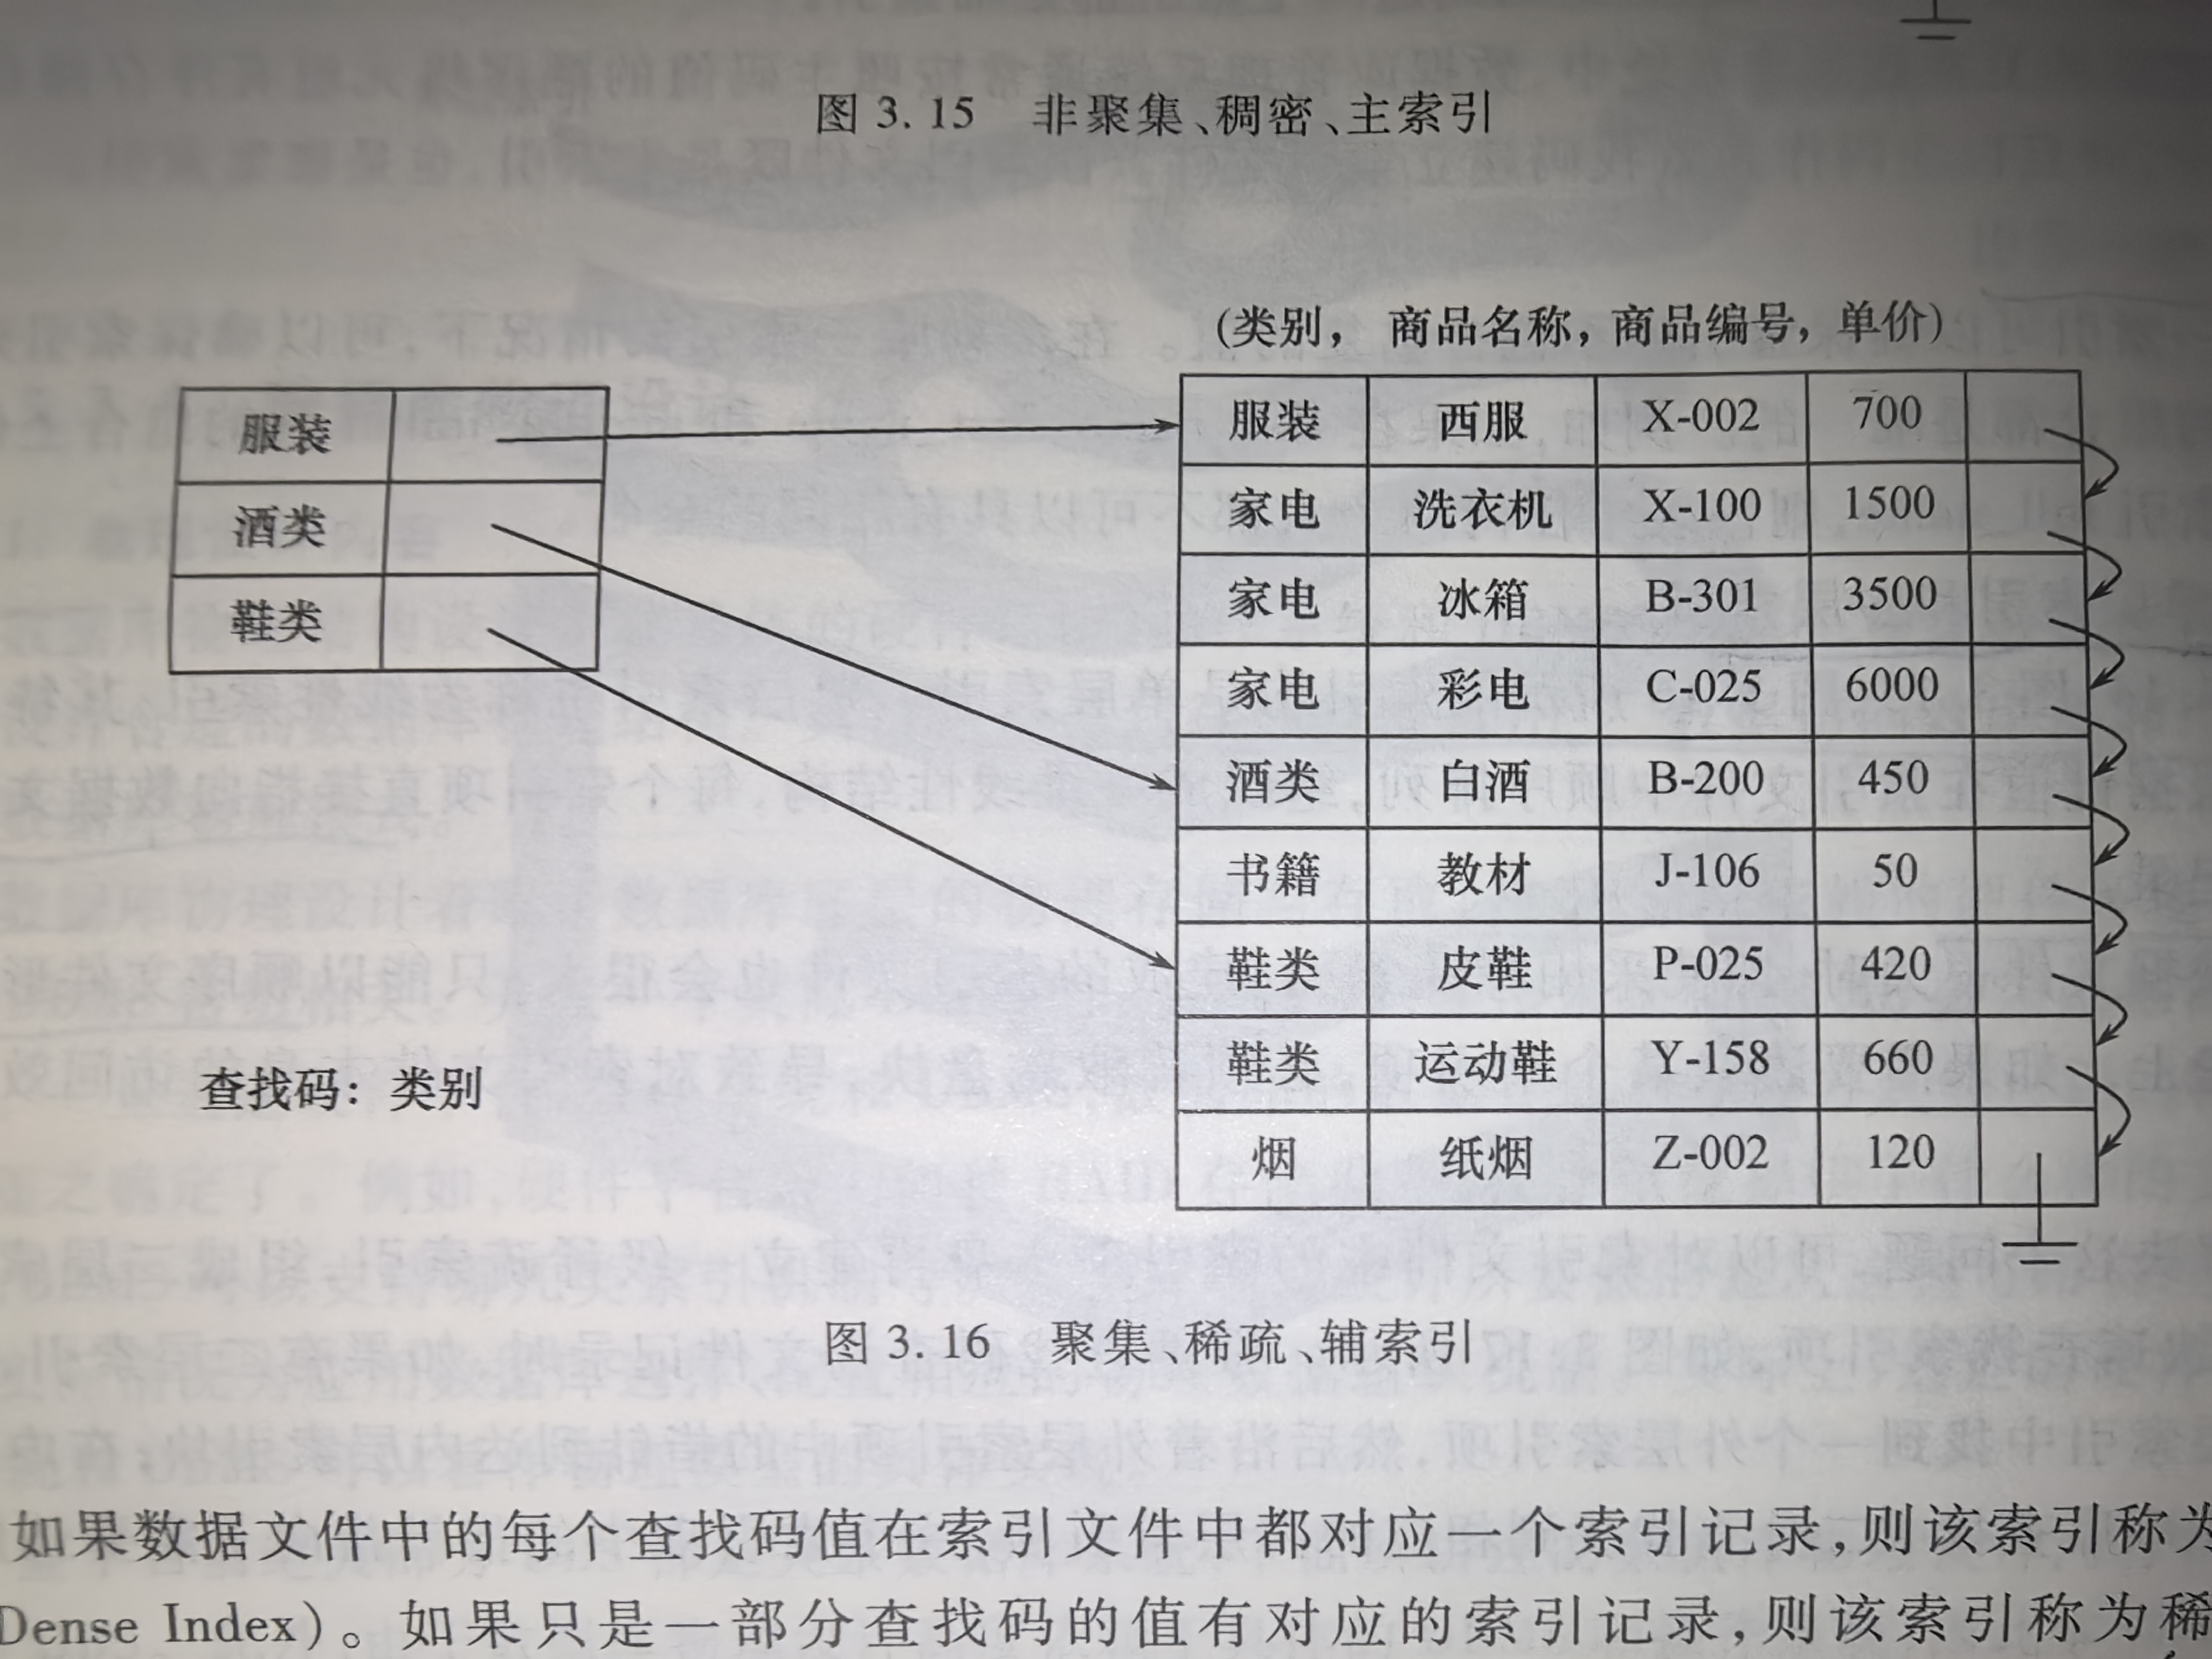 图 3.15 非聚集、稠密、主索引
(类别, 商品名称, 商品编号, 单价)
服装
酒类
鞋类
服装 西服 X-002 700
家电 洗衣机 X-100 1500
家电 冰箱 B-301 3500
家电 彩电 C-025 6000
酒类 白酒 B-200 450
书籍 教材 J-106 50
鞋类 皮鞋 P-025 420
鞋类 运动鞋 Y-158 660
烟 纸烟 Z-002 120
查找码：类别
图 3.16 聚集、稀疏、辅索引
如果数据文件中的每个查找码值在索引文件中都对应一个索引记录,则该索引称为
Dense Index)。如果只是一部分查找码的值有对应的索引记录,则该索引称为稀